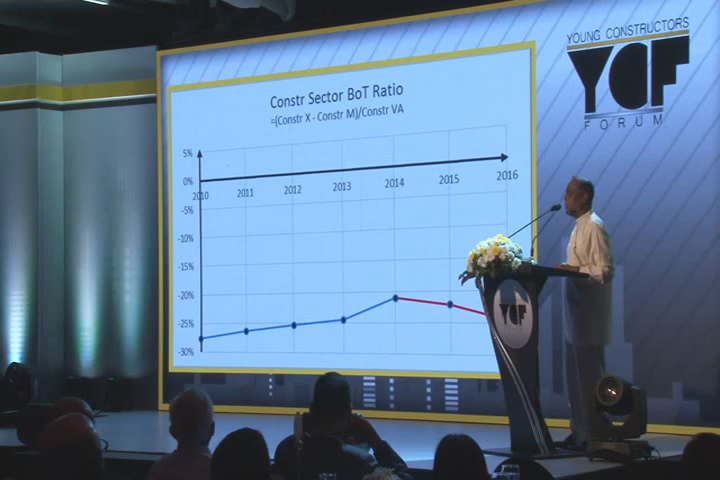 YOUNG CONSTRUCTORS
YCF
FORUM
Constr Sector BoT Ratio
=(Constr X - Constr M)/Constr VA
5%
0%
2010 2011 2012 2013 2014 2015 2016
-5%
-10%
-15%
-20%
-25%
-30%
YCF